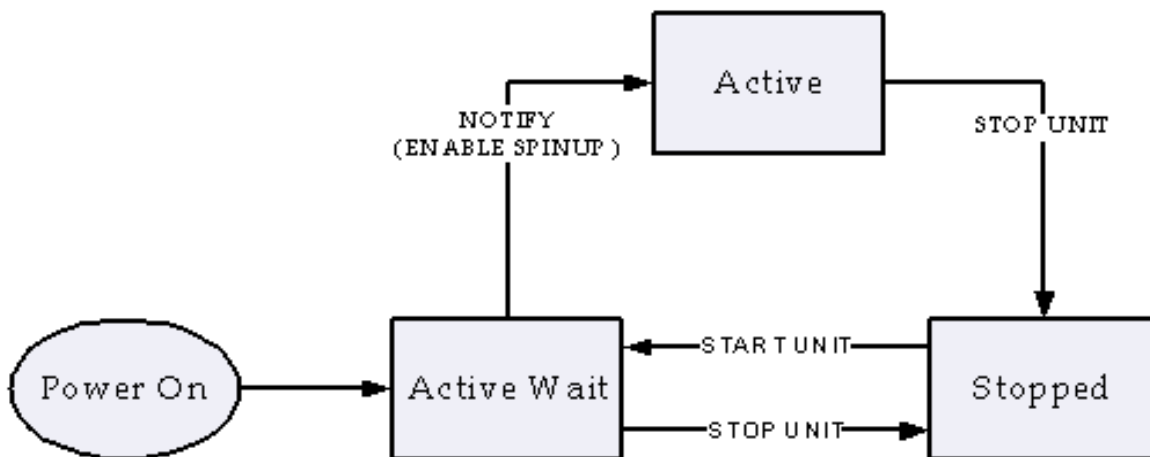 Active
NOTIFY
(ENABLE SPINUP)
STOP UNIT
START UNIT
Power On
Active Wait
Stopped
STOP UNIT